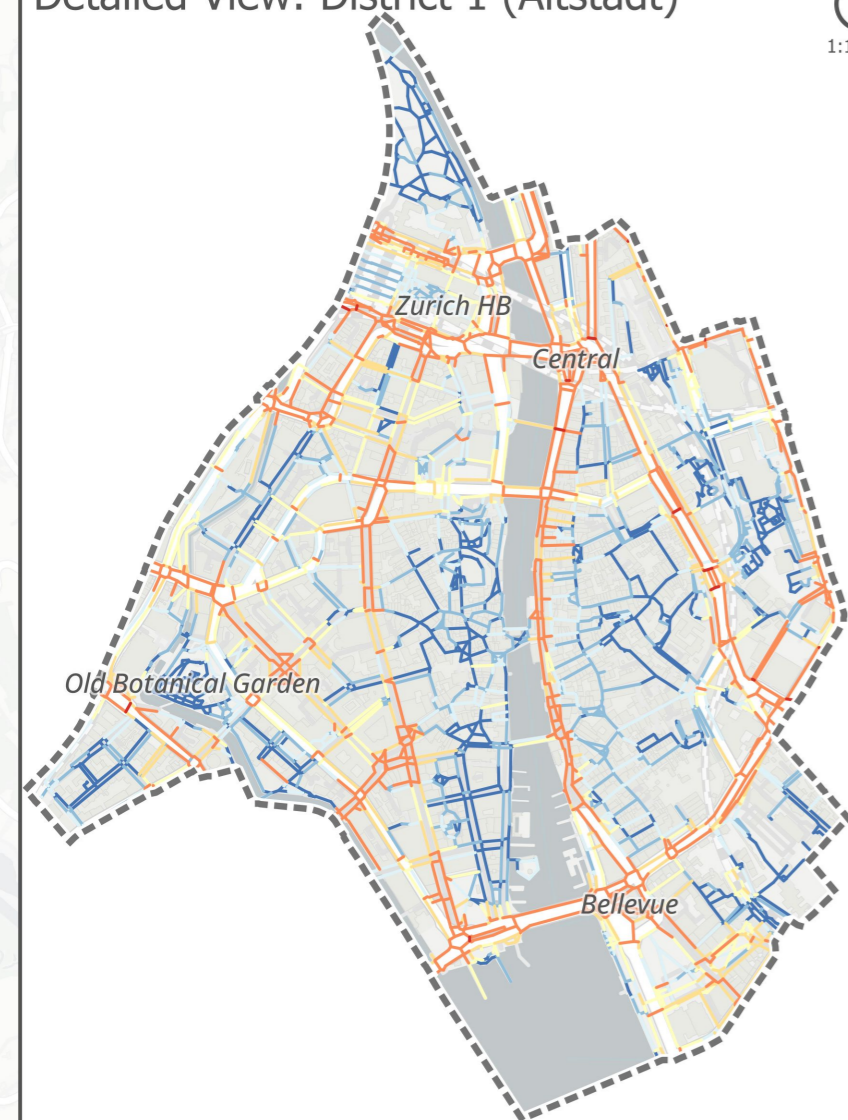 Detailed View: District 1 (Altstadt)
Zurich HB
Central
Old Botanical Garden
Bellevue